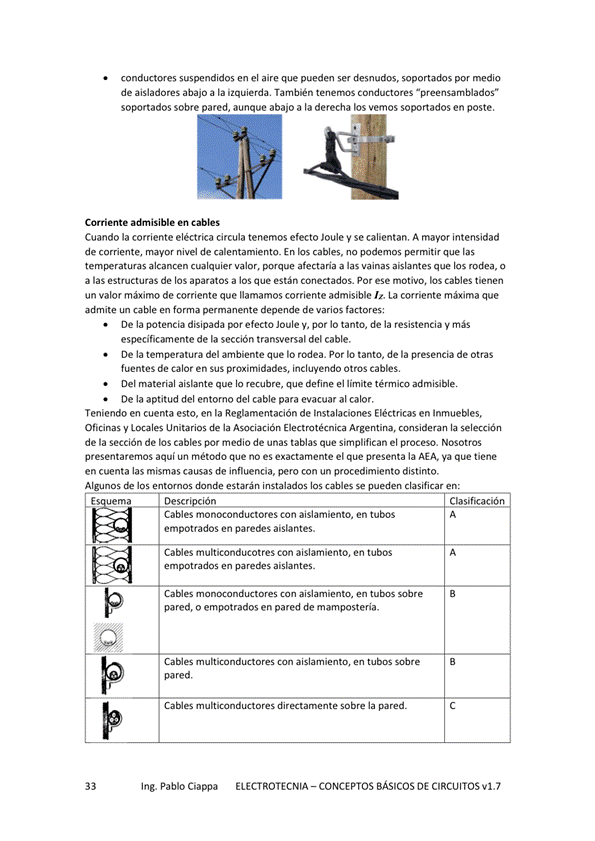 • conductores suspendidos en el aire que pueden ser desnudos, soportados por medio
de aisladores abajo a la izquierda. También tenemos conductores “preensamblados”
soportados sobre pared, aunque abajo a la derecha los vemos soportados en poste.
Corriente admisible en cables
Cuando la corriente eléctrica circula tenemos efecto Joule y se calientan. A mayor intensidad
de corriente, mayor nivel de calentamiento. En los cables, no podemos permitir que las
temperaturas alcancen cualquier valor, porque afectaría a las vainas aislantes que los rodea, o
a las estructuras de los aparatos a los que están conectados. Por ese motivo, los cables tienen
un valor máximo de corriente que llamamos corriente admisible IZ. La corriente máxima que
admite un cable en forma permanente depende de varios factores:
• De la potencia disipada por efecto Joule y, por lo tanto, de la resistencia y más
específicamente de la sección transversal del cable.
• De la temperatura del ambiente que lo rodea. Por lo tanto, de la presencia de otras
fuentes de calor en sus proximidades, incluyendo otros cables.
• Del material aislante que lo recubre, que define el límite térmico admisible.
• De la aptitud del entorno del cable para evacuar al calor.
Teniendo en cuenta esto, en la Reglamentación de Instalaciones Eléctricas en Inmuebles,
Oficinas y Locales Unitarios de la Asociación Electrotécnica Argentina, consideran la selección
de la sección de los cables por medio de unas tablas que simplifican el proceso. Nosotros
presentaremos aquí un método que no es exactamente el que presenta la AEA, ya que tiene
en cuenta las mismas causas de influencia, pero con un procedimiento distinto.
Algunos de los entornos donde estarán instalados los cables se pueden clasificar en:
Esquema Descripción Clasificación
Cables monoconductores con aislamiento, en tubos A
empotrados en paredes aislantes.
Cables multiconducotres con aislamiento, en tubos A
empotrados en paredes aislantes.
Cables monoconductores con aislamiento, en tubos sobre B
pared, o empotrados en pared de mampostería.
Cables multiconductores con aislamiento, en tubos sobre B
pared.
Cables multiconductores directamente sobre la pared. C
33 Ing. Pablo Ciappa ELECTROTECNIA – CONCEPTOS BÁSICOS DE CIRCUITOS v1.7